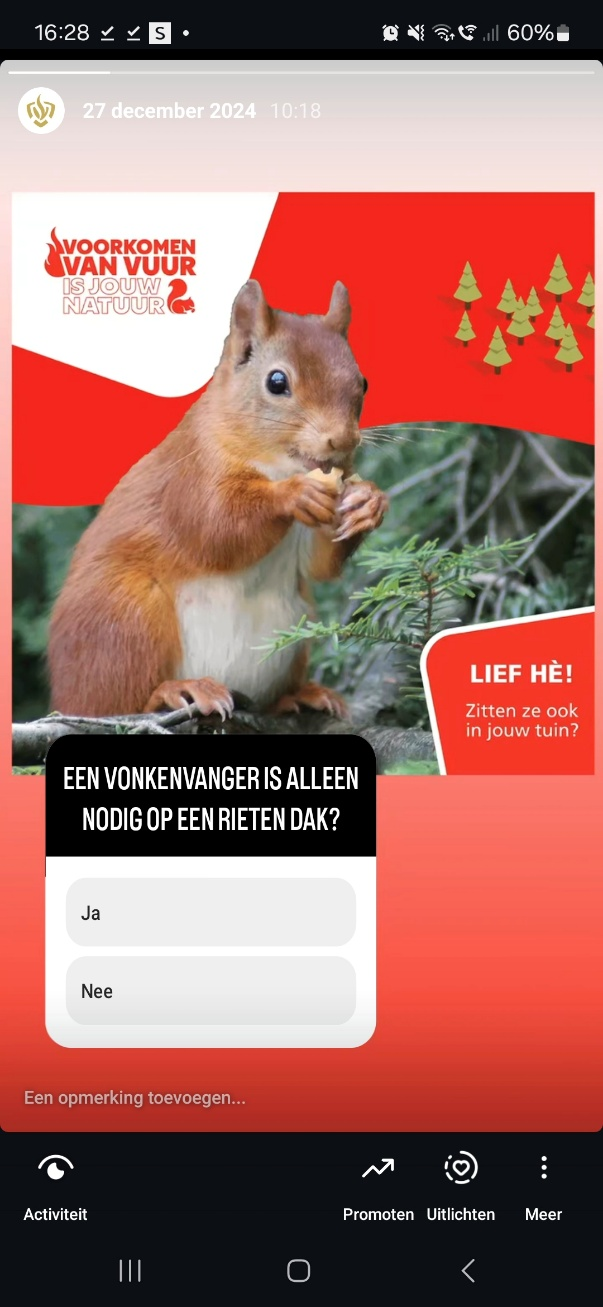 16:28
S
60%
27 december 2024 10:18
VOORKOMEN
VAN VUUR
IS JOUW
NATUUR
LIEF HÈ!
Zitten ze ook
in jouw tuin?
EEN VONKENVANGER IS ALLEEN
NODIG OP EEN RIETEN DAK?
Ja
Nee
Een opmerking toevoegen...
Activiteit
Promoten
Uitlichten
Meer